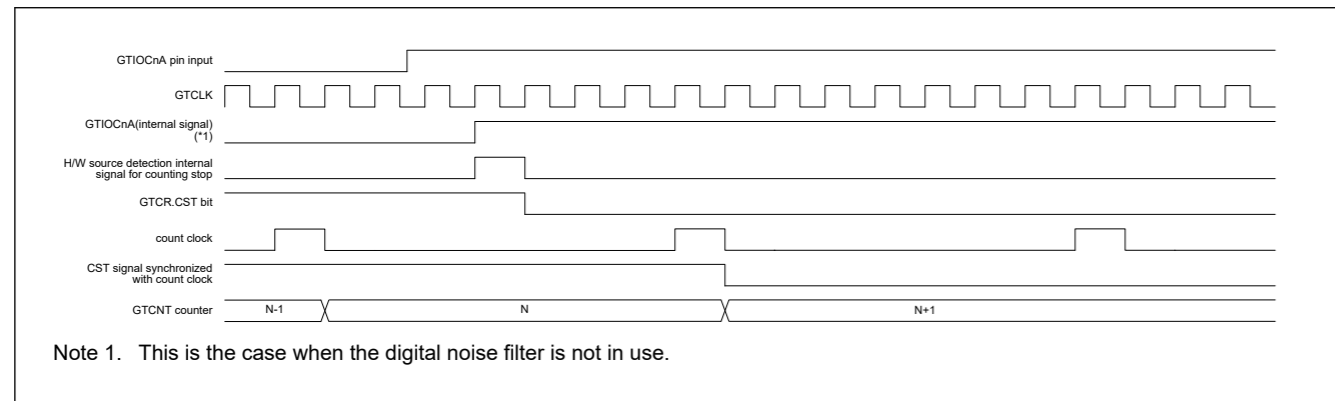 GTIOCnA pin input
GTCLK
GTIOCnA(internal signal)
(*1)
H/W source detection internal
signal for counting stop
GTCR.CST bit
count clock
CST signal synchronized
with count clock
GTCNT counter
N-1
N
N+1
Note 1. This is the case when the digital noise filter is not in use.